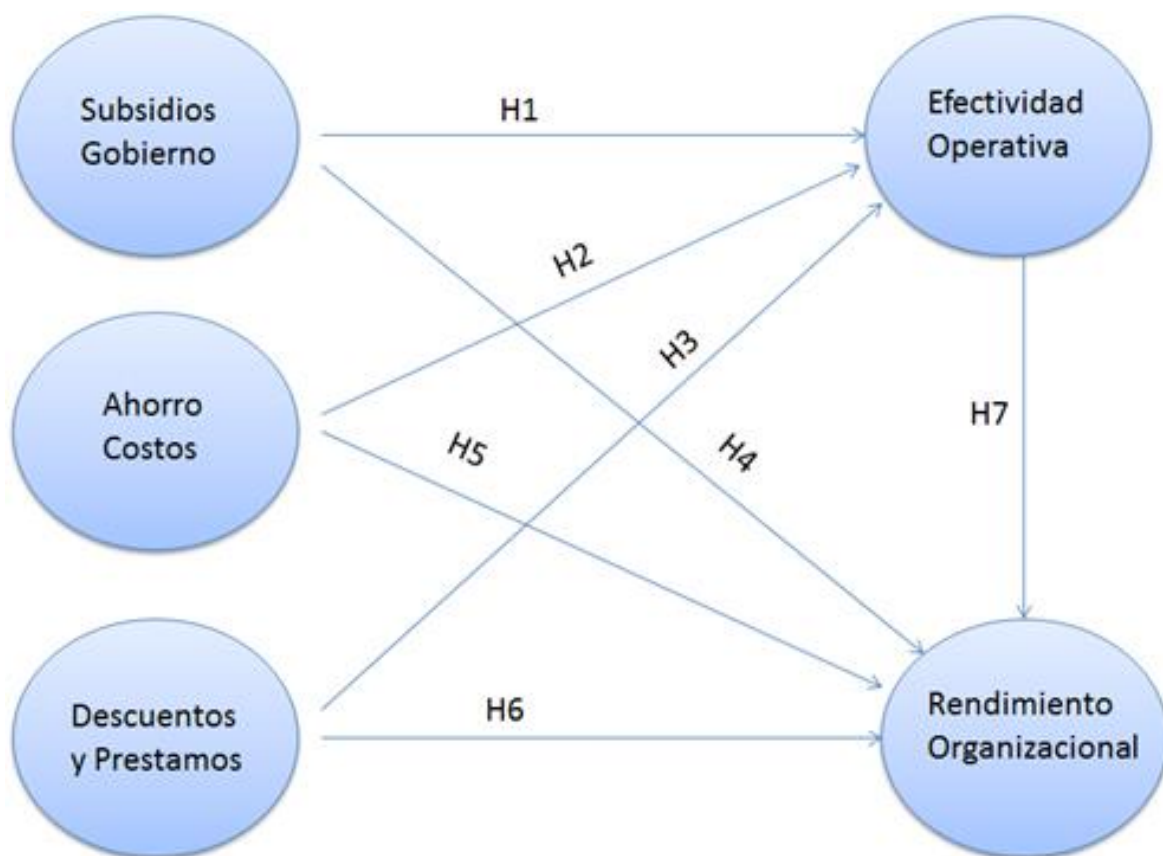 Subsidios
Gobierno
H1
Efectividad
Operativa
H2
H3
Ahorro
Costos
H5
H4
H7
Descuentos
y Prestamos
H6
Rendimiento
Organizacional